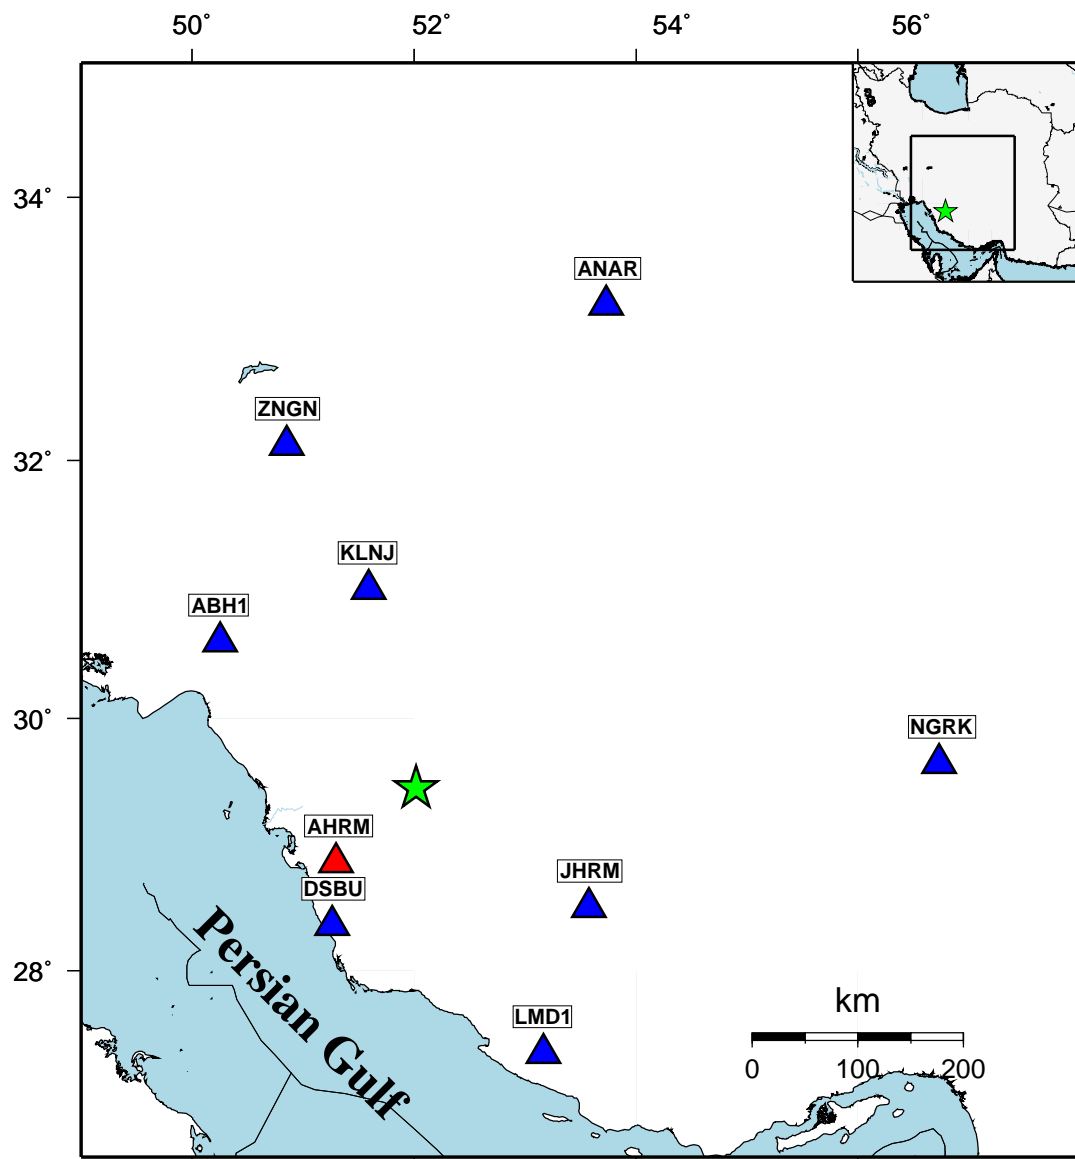 50˚ 52˚ 54˚ 56˚
34˚
ANAR
ZNGN
32˚
KLNJ
ABH1
30˚
NGRK
AHRM
JHRM
DSBU
28˚
Persian Gulf
LMD1
km
0 100 200